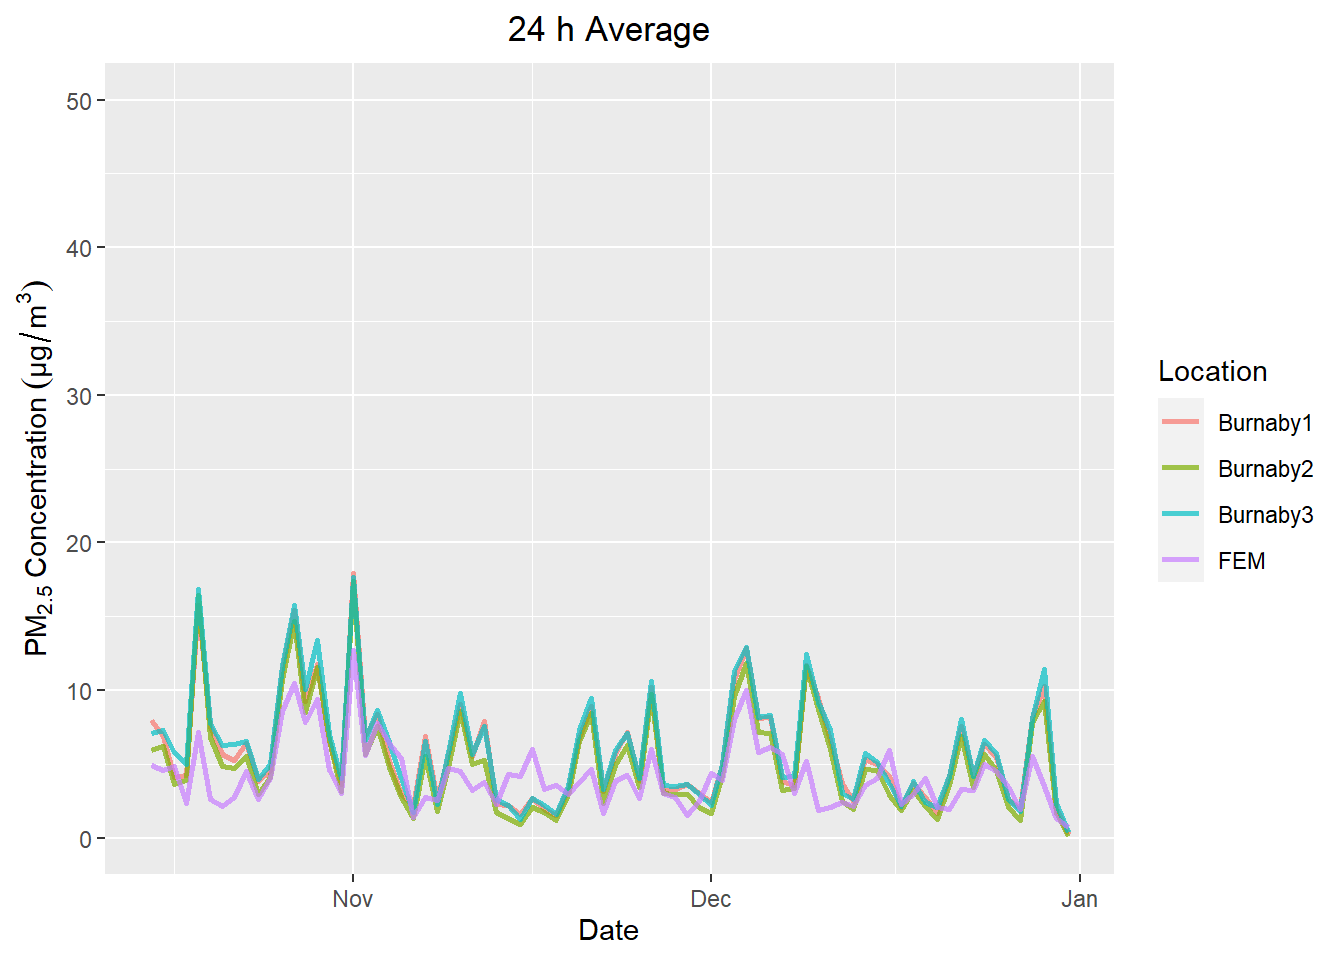 24 h Average
PM2.5 Concentration (µg/m³)
50
40
30
20
10
0
Nov
Dec
Jan
Date
Location
Burnaby1
Burnaby2
Burnaby3
FEM